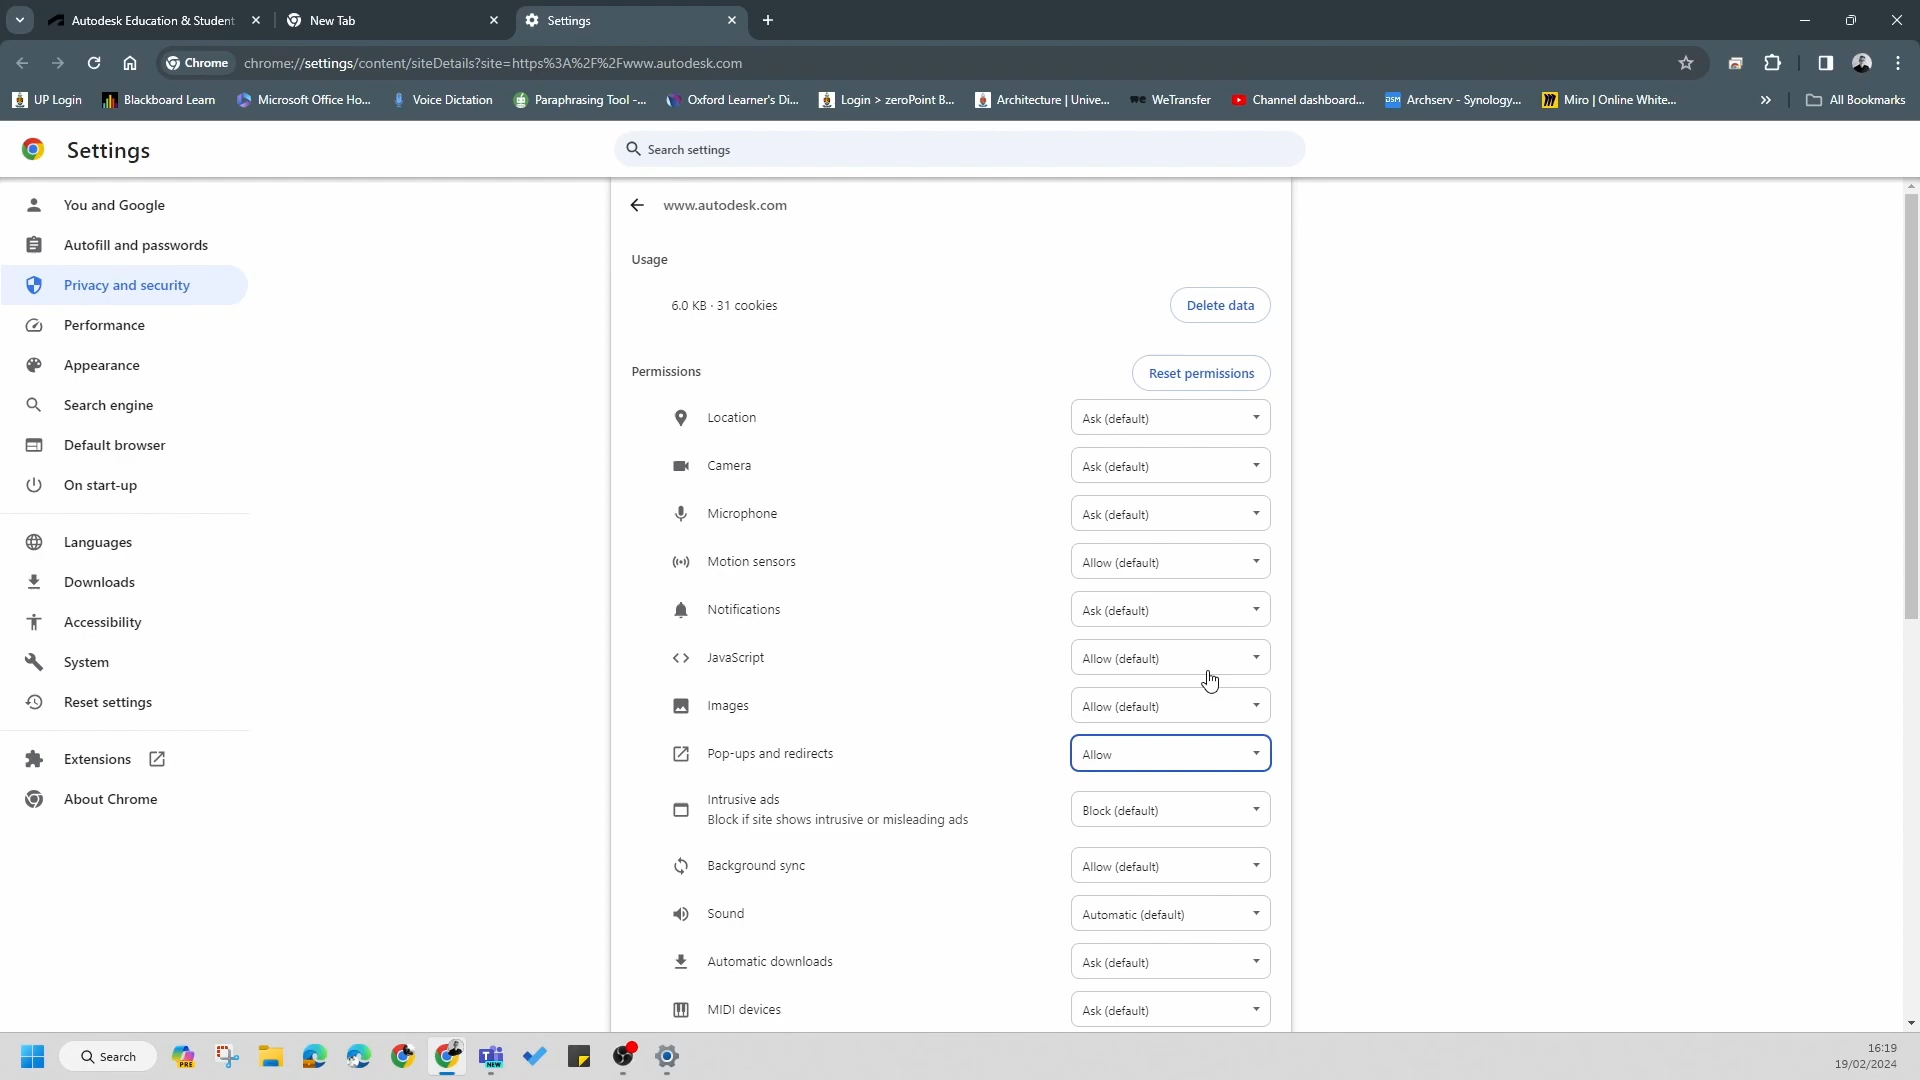 Autodesk Education & Student
New Tab
Settings
Chrome
chrome://settings/content/siteDetails?site=https%3A%2F%2Fwww.autodesk.com
UP Login
Blackboard Learn
Microsoft Office Ho...
Voice Dictation
Paraphrasing Tool -...
Oxford Learner's Di...
Login > zeroPoint B...
Architecture | Unive...
we WeTransfer
Channel dashboard...
DSM Archserv - Synology...
Miro | Online White...
»
All Bookmarks
Settings
Search settings
You and Google
Autofill and passwords
Privacy and security
Performance
Appearance
Search engine
Default browser
On start-up
Languages
Downloads
Accessibility
System
Reset settings
Extensions
About Chrome
www.autodesk.com
Usage
6.0 KB · 31 cookies
Delete data
Permissions
Reset permissions
Location
Ask (default)
Camera
Ask (default)
Microphone
Ask (default)
Motion sensors
Allow (default)
Notifications
Ask (default)
JavaScript
Allow (default)
Images
Allow (default)
Pop-ups and redirects
Allow
Intrusive ads
Block if site shows intrusive or misleading ads
Block (default)
Background sync
Allow (default)
Sound
Automatic (default)
Automatic downloads
Ask (default)
MIDI devices
Ask (default)
Search
PRE
NEW
16:19
19/02/2024